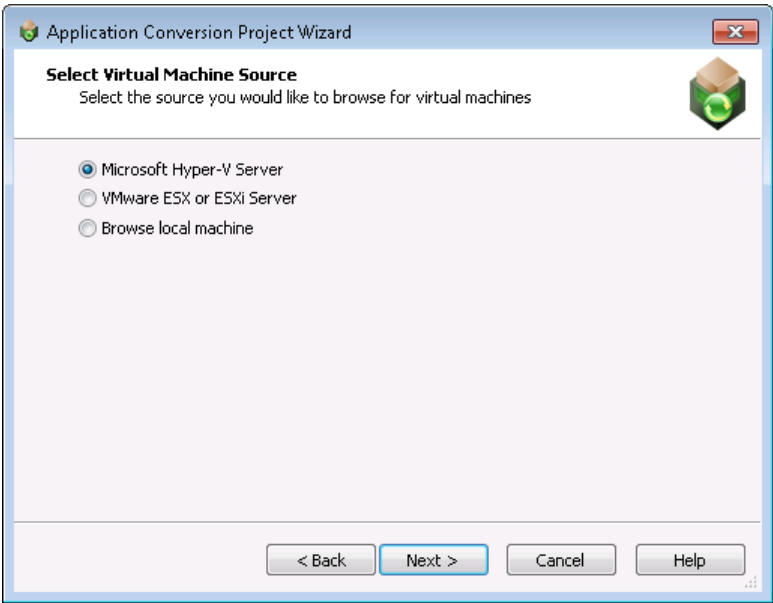 Application Conversion Project Wizard
Select Virtual Machine Source
Select the source you would like to browse for virtual machines
Microsoft Hyper-V Server
VMware ESX or ESXi Server
Browse local machine
< Back Next > Cancel Help